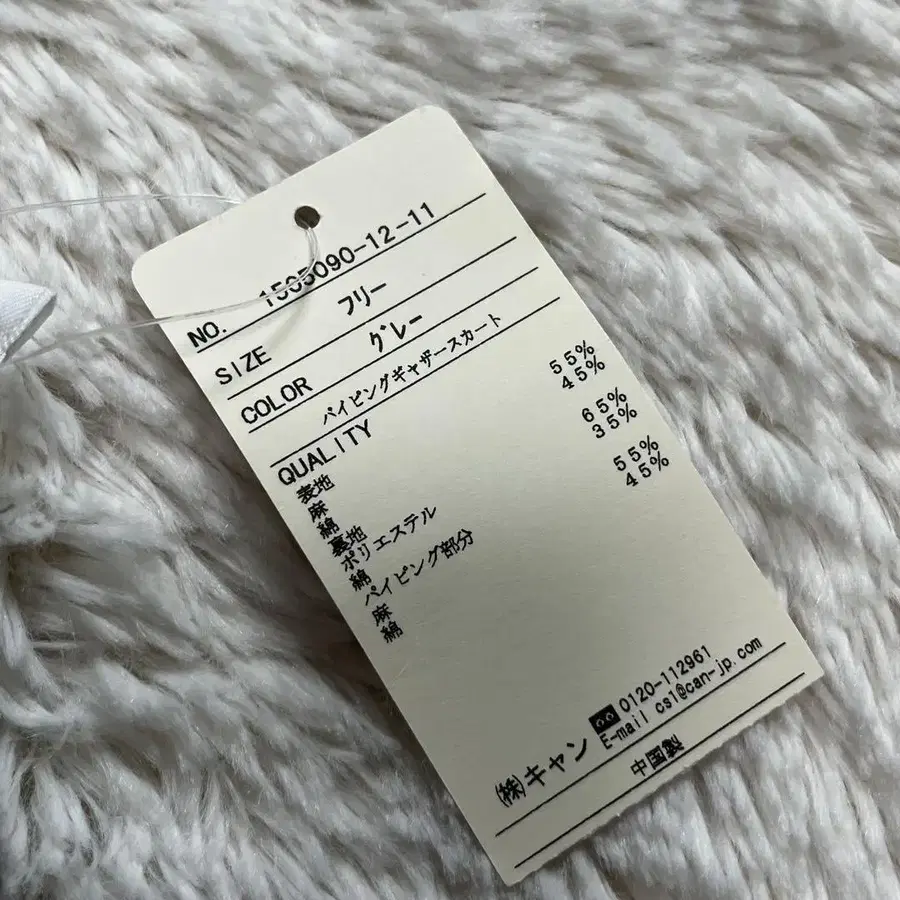 NO. 1505090-12-11
SIZE フリー
COLOR グレー
パイピングギャザースカート
QUALITY
表地
麻 55%
綿 45%
裏地
ポリエステル 65%
綿 35%
パイピング部分
麻 55%
綿 45%
㈱キャン 0120-112961
E-mail cs1@can-jp.com
中国製